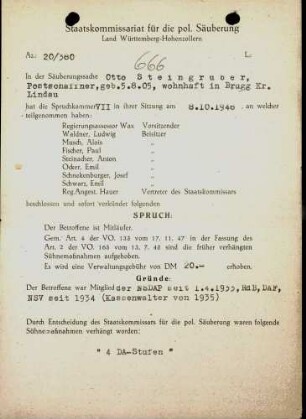 Staatskommissariat für die pol. Säuberung
Land Württemberg-Hohenzollern
Az: 20/380
L:
666
In der Säuberungssache Otto Steingruber,
Postschaffner, geb. 5.8.05, wohnhaft in Brugg Kr.
Lindau
hat die Spruchkammer VII in ihrer Sitzung am 8.10.1948 an welcher
teilgenommen haben:
Regierungsassessor Wax Vorsitzender
Waldner, Ludwig Beisitzer
Masch, Alois "
Fischer, Paul "
Steinacher, Anton "
Oderr, Emil "
Schnekenburger, Josef "
Schwarz, Emil "
Reg.Angest. Hauer Vertreter des Staatskommissars
beschlossen und sofort verkündet folgenden
SPRUCH:
Der Betroffene ist Mitläufer.
Gem. Art. 4 der VO. 133 vom 17. 11. 47 in der Fassung des
Art. 2 der VO. 165 vom 13. 7. 48 sind die früher verhängten
Sühnemaßnahmen aufgehoben.
Es wird eine Verwaltungsgebühr von DM 20.– erhoben.
Gründe:
Der Betroffene war Mitglied der NSDAP seit 1.4.1933, RdB, DAF,
NSV seit 1934 (Kassenwalter von 1935)
Durch Entscheidung des Staatskommissars für die pol. Säuberung waren folgende
Sühnemaßnahmen verhängt worden:
" 4 DA-Stufen "